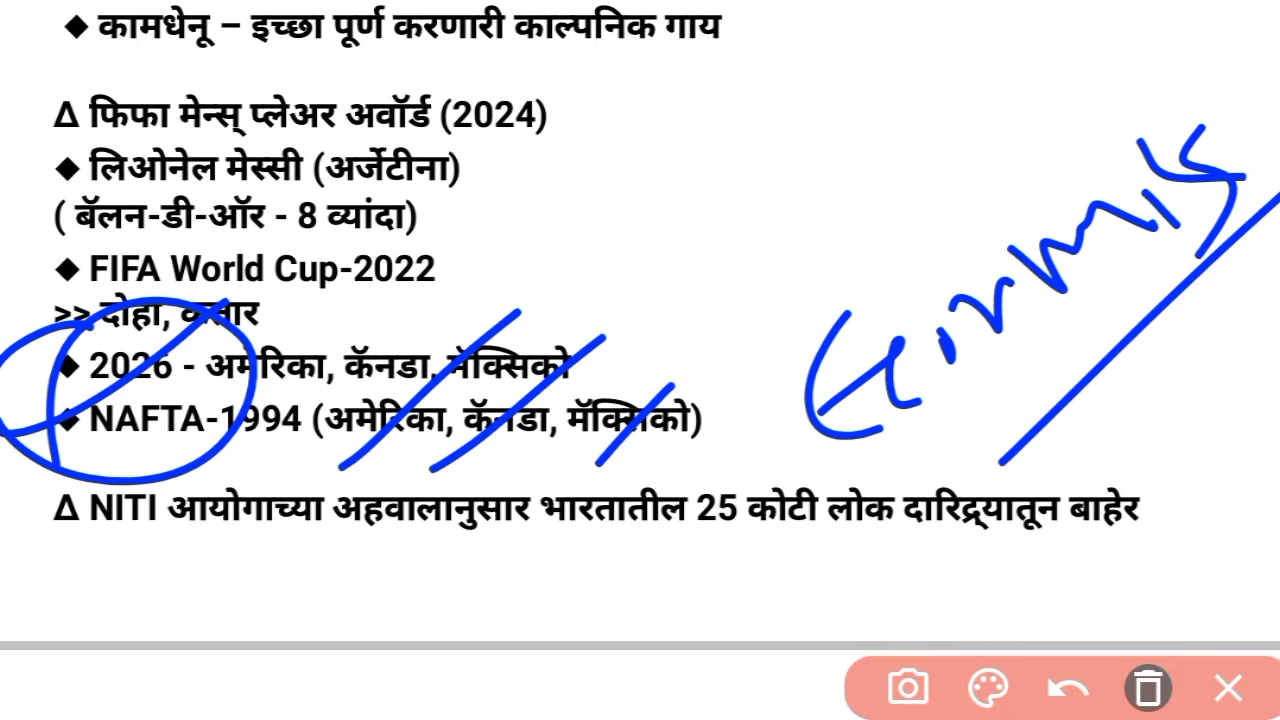 ◆ कामधेनू – इच्छा पूर्ण करणारी काल्पनिक गाय
Δ फिफा मेन्स् प्लेअर अवॉर्ड (2024)
◆ लिओनेल मेस्सी (अर्जेटीना)
( बॅलन-डी-ऑर - 8 व्यांदा)
◆ FIFA World Cup-2022
>> दोहा, कतार
◆ 2026 - अमेरिका, कॅनडा, मॅक्सिको
◆ NAFTA-1994 (अमेरिका, कॅनडा, मॅक्सिको)
Δ NITI आयोगाच्या अहवालानुसार भारतातील 25 कोटी लोक दारिद्र्यातून बाहेर